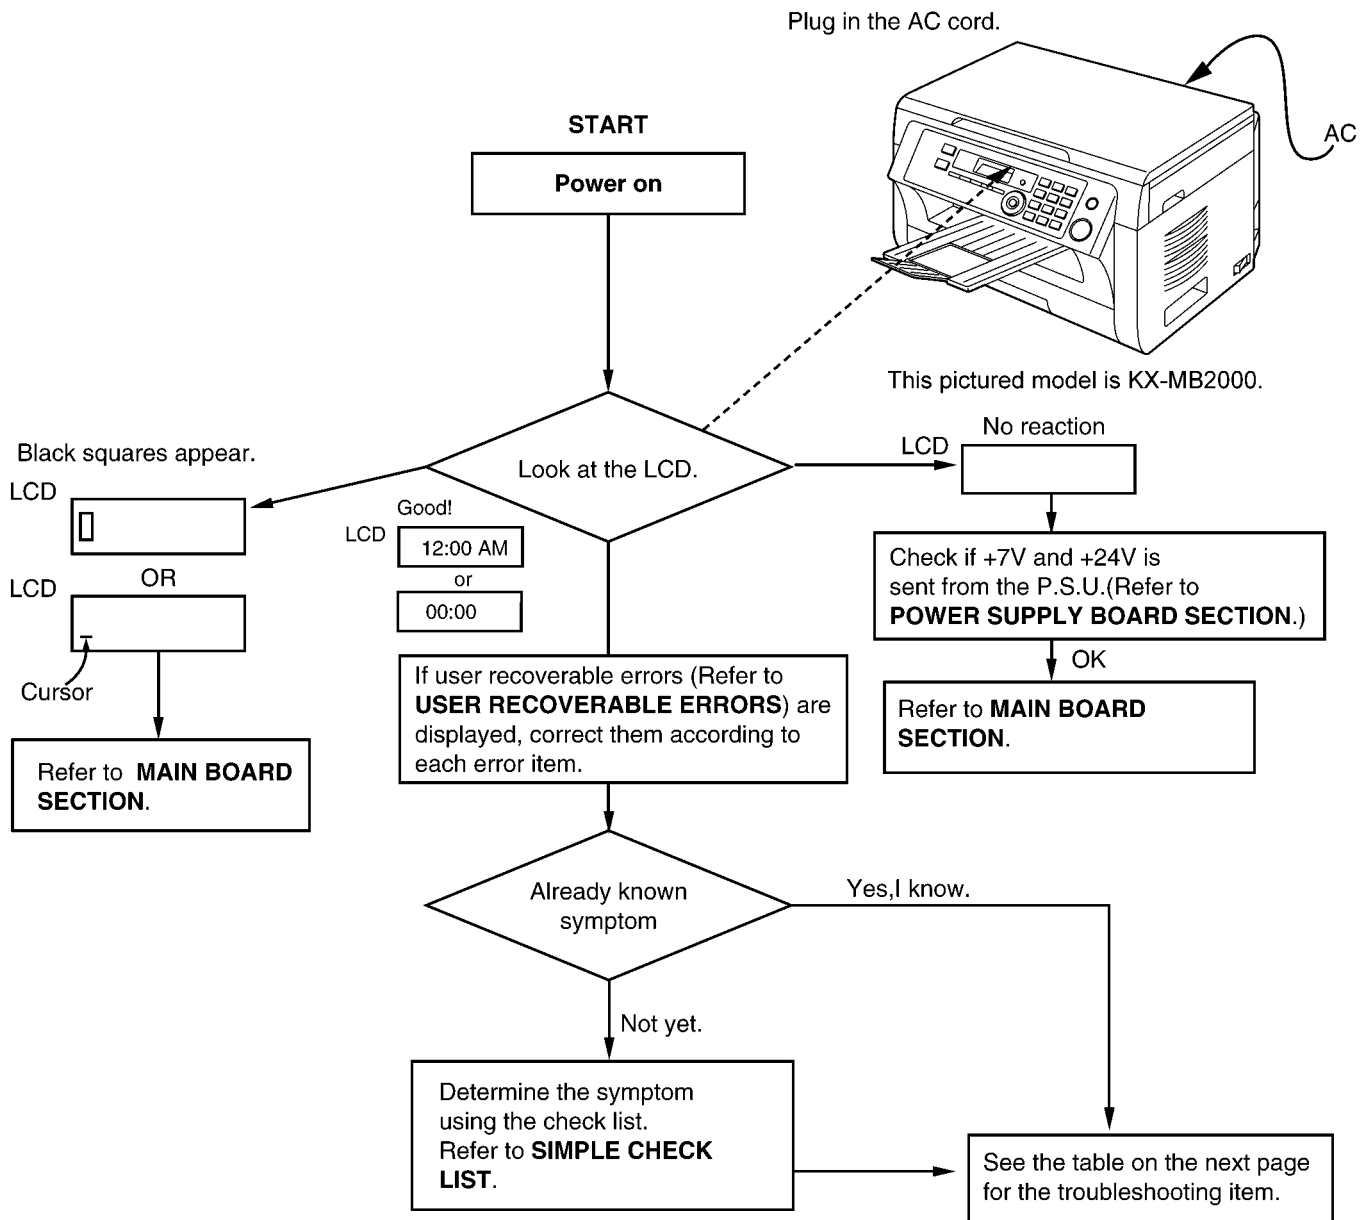 Plug in the AC cord.
AC
START
Power on
This pictured model is KX-MB2000.
Look at the LCD.
Black squares appear.
LCD
OR
LCD
Cursor
Refer to MAIN BOARD
SECTION.
Good!
LCD
12:00 AM
or
00:00
No reaction
LCD
Check if +7V and +24V is
sent from the P.S.U.(Refer to
POWER SUPPLY BOARD SECTION.)
OK
Refer to MAIN BOARD
SECTION.
If user recoverable errors (Refer to
USER RECOVERABLE ERRORS) are
displayed, correct them according to
each error item.
Already known
symptom
Yes,I know.
Not yet.
Determine the symptom
using the check list.
Refer to SIMPLE CHECK
LIST.
See the table on the next page
for the troubleshooting item.